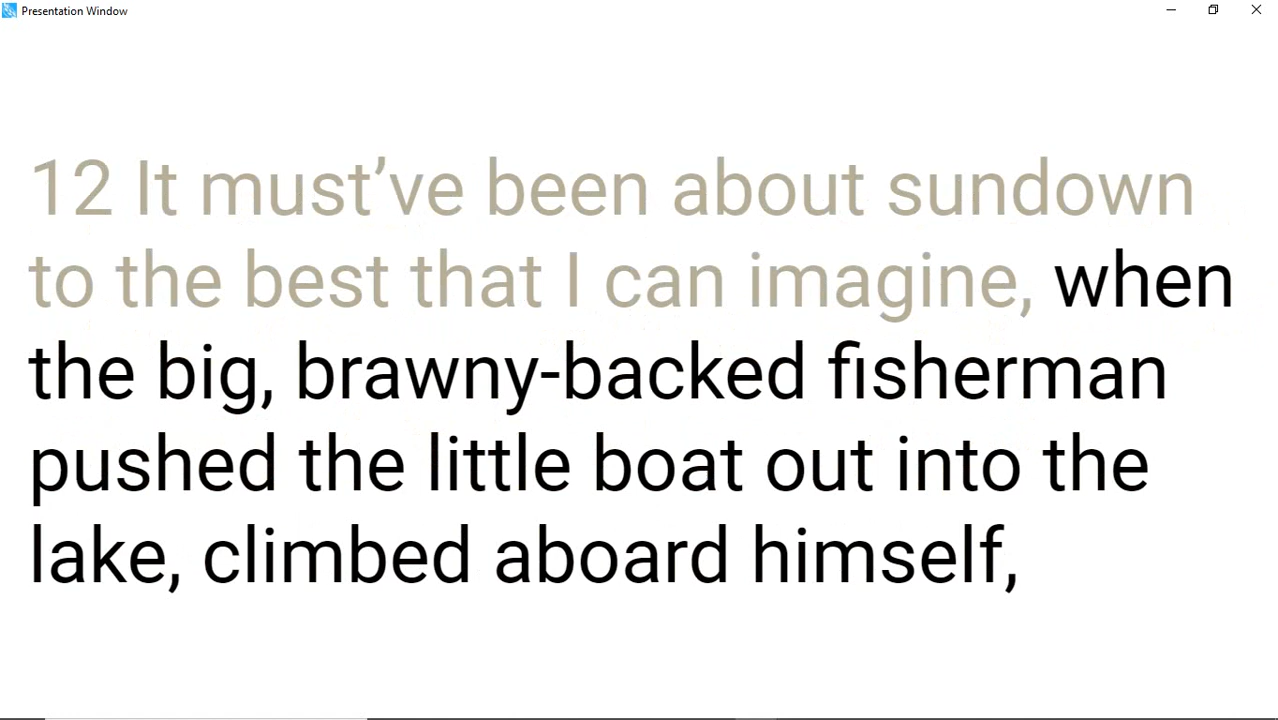 Presentation Window
12 It must’ve been about sundown
to the best that I can imagine, when
the big, brawny-backed fisherman
pushed the little boat out into the
lake, climbed aboard himself,